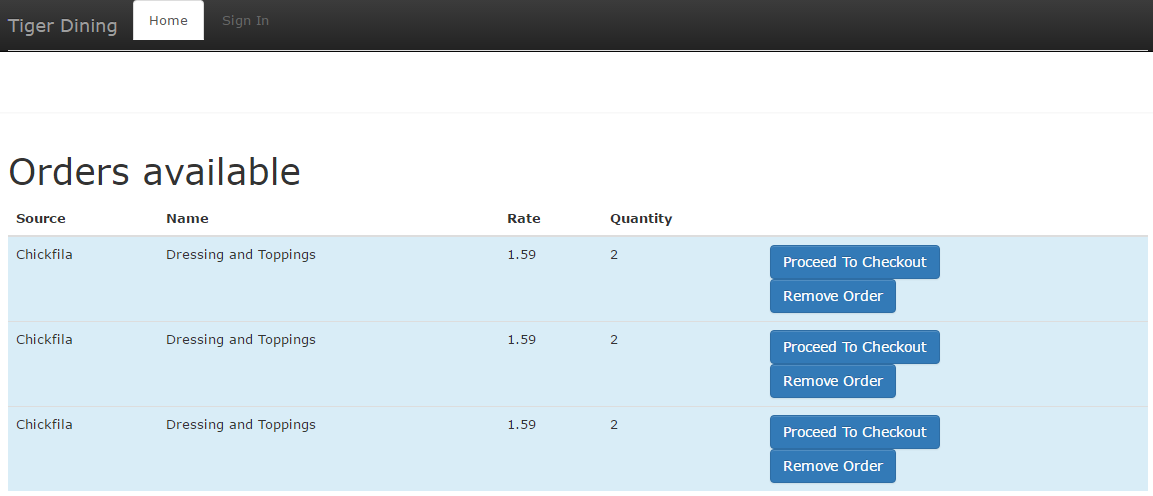 Tiger Dining Home Sign In
Orders available
Source Name Rate Quantity
Chickfila Dressing and Toppings 1.59 2 Proceed To Checkout
Remove Order
Chickfila Dressing and Toppings 1.59 2 Proceed To Checkout
Remove Order
Chickfila Dressing and Toppings 1.59 2 Proceed To Checkout
Remove Order